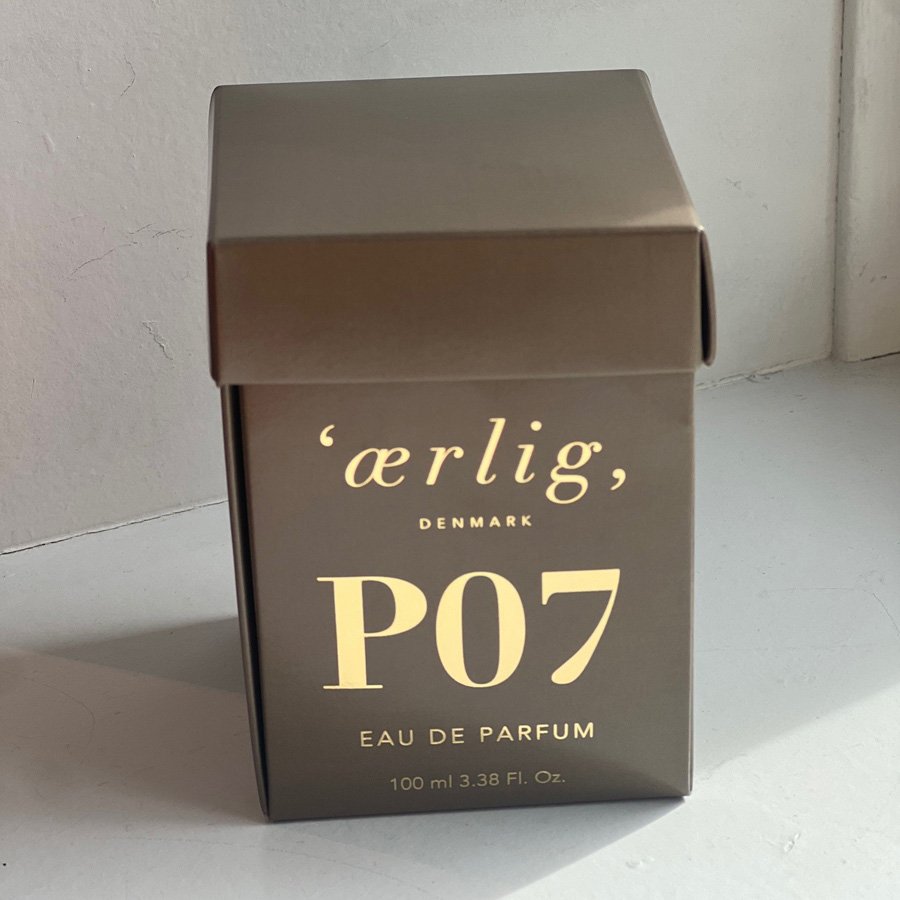 ‘ærlig,
DENMARK
P07
EAU DE PARFUM
100 ml 3.38 Fl. Oz.